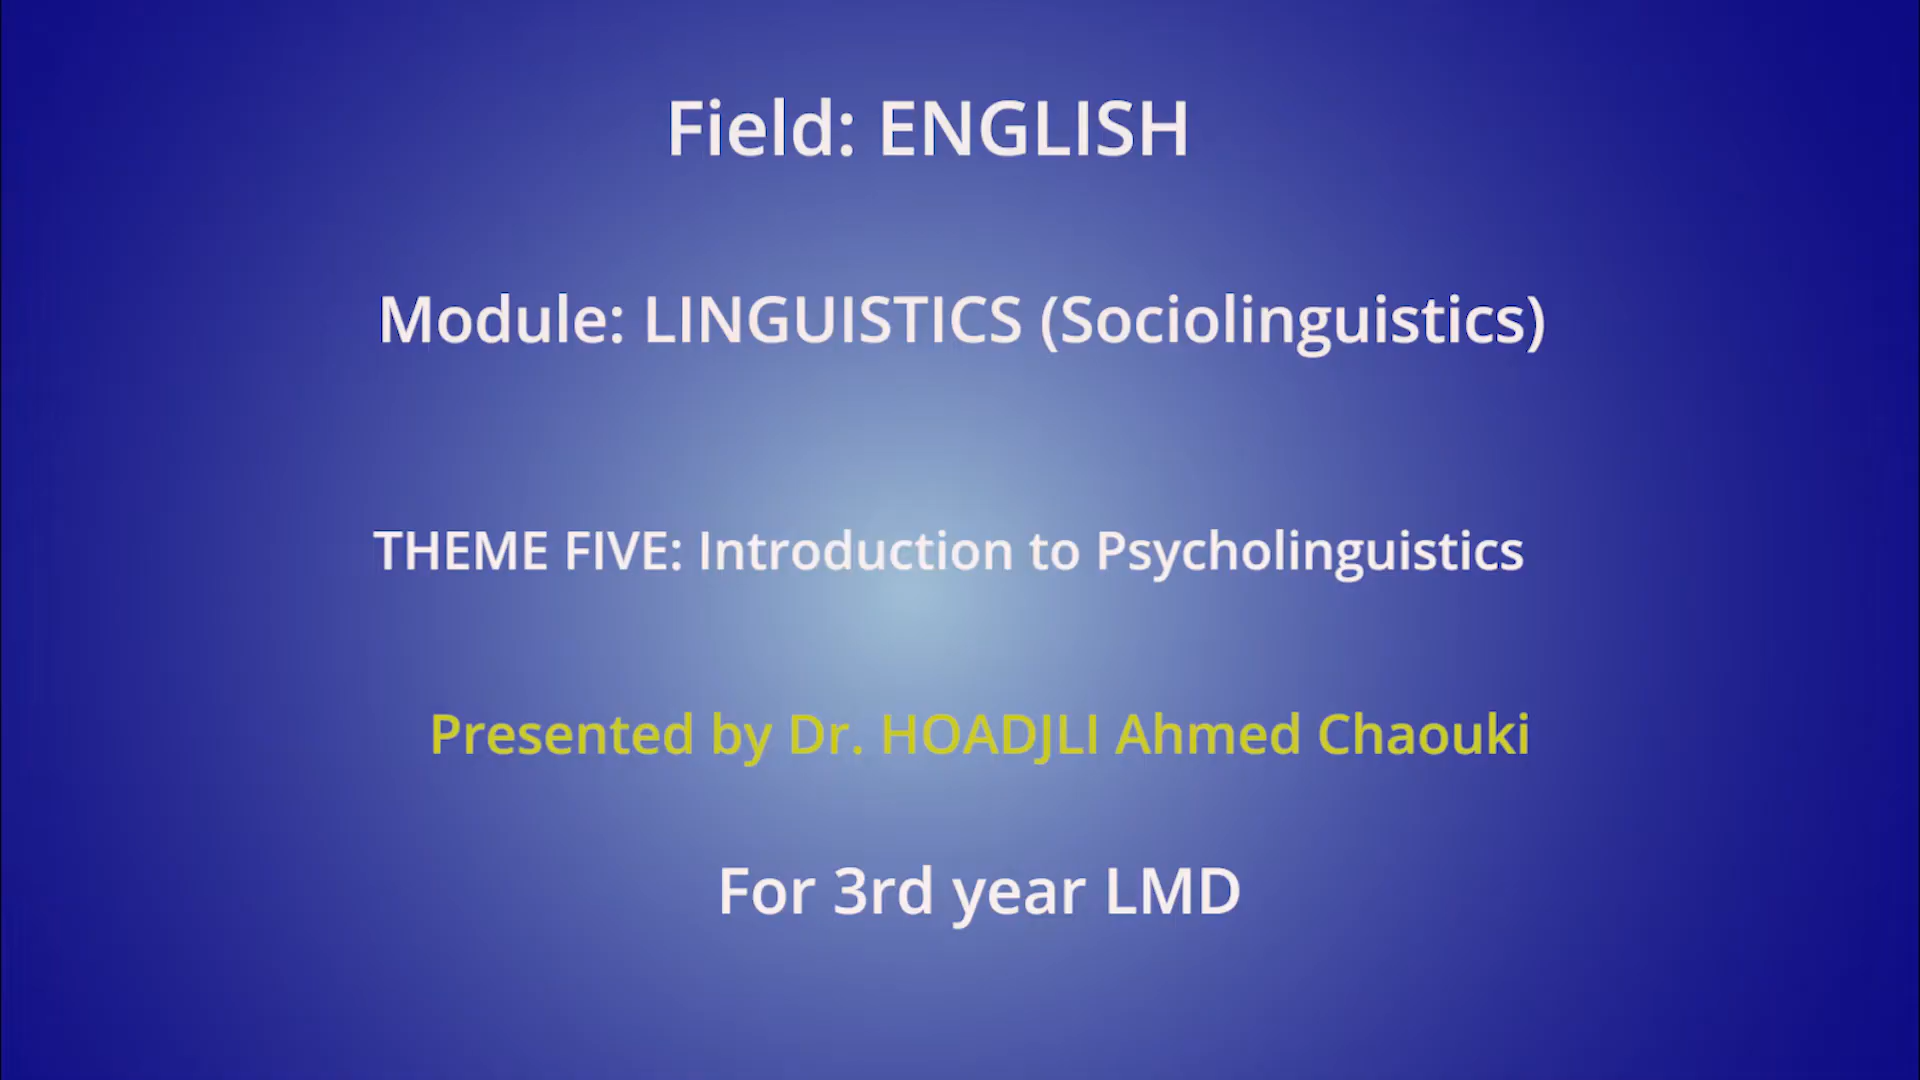 Field: ENGLISH
Module: LINGUISTICS (Sociolinguistics)
THEME FIVE: Introduction to Psycholinguistics
Presented by Dr. HOADJLI Ahmed Chaouki
For 3rd year LMD